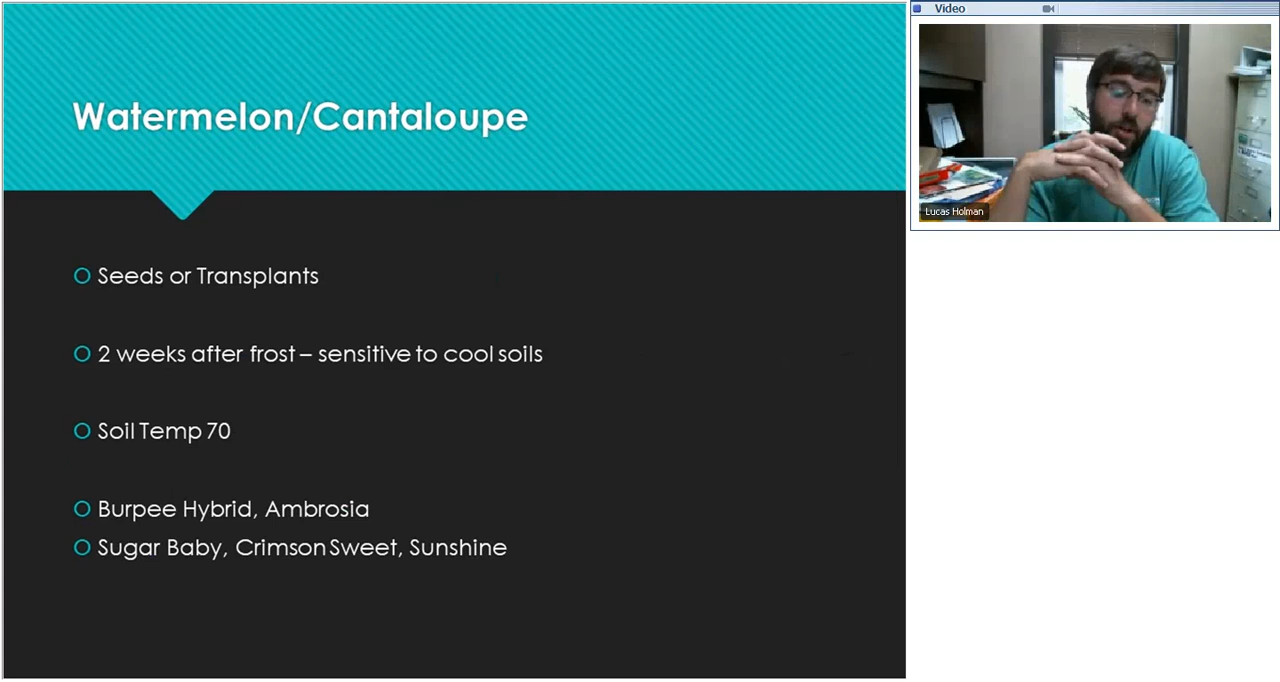 Watermelon/Cantaloupe
Seeds or Transplants
2 weeks after frost – sensitive to cool soils
Soil Temp 70
Burpee Hybrid, Ambrosia
Sugar Baby, Crimson Sweet, Sunshine
Video
Lucas Holman